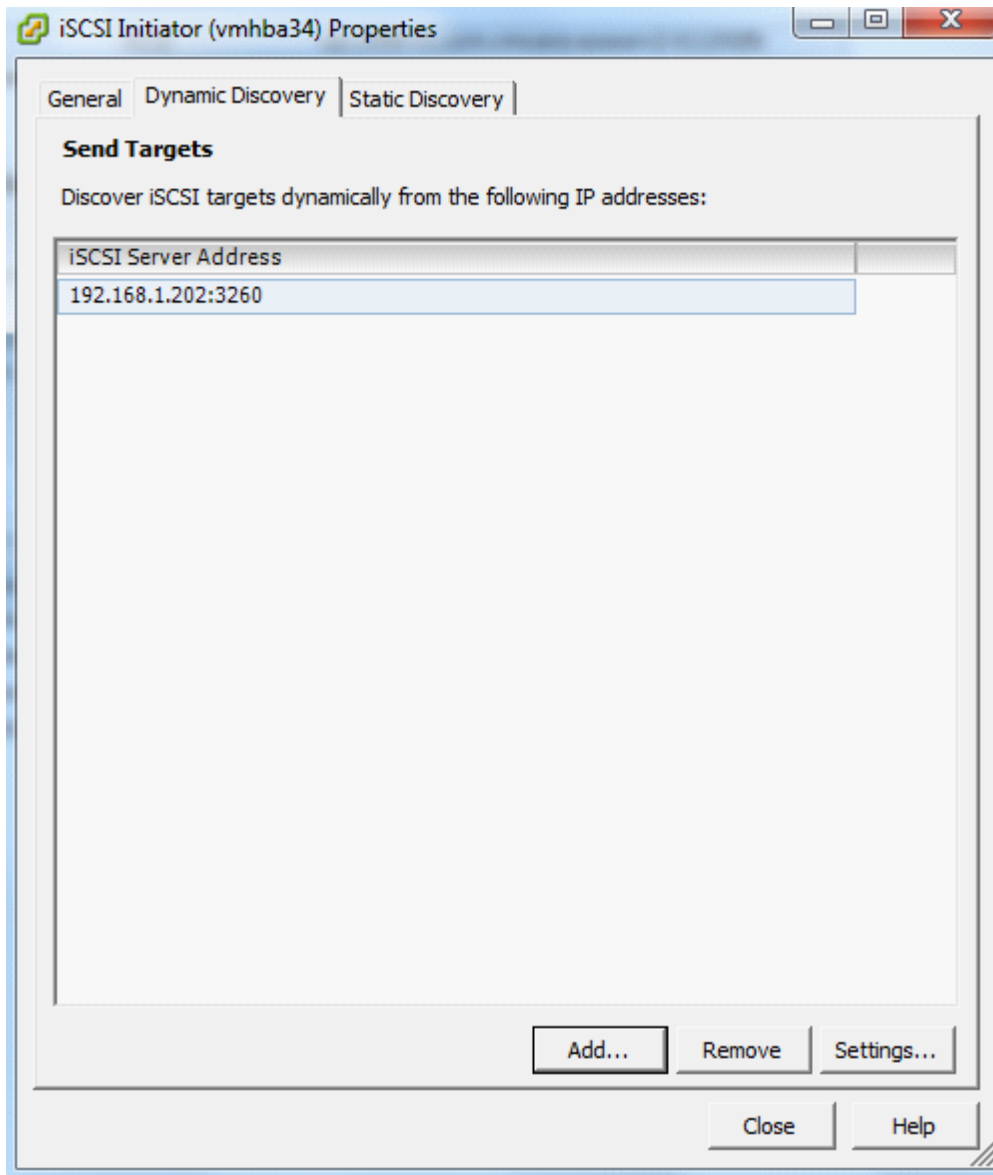 iSCSI Initiator (vmhba34) Properties
General Dynamic Discovery Static Discovery
Send Targets
Discover iSCSI targets dynamically from the following IP addresses:
iSCSI Server Address
192.168.1.202:3260
Add... Remove Settings...
Close Help